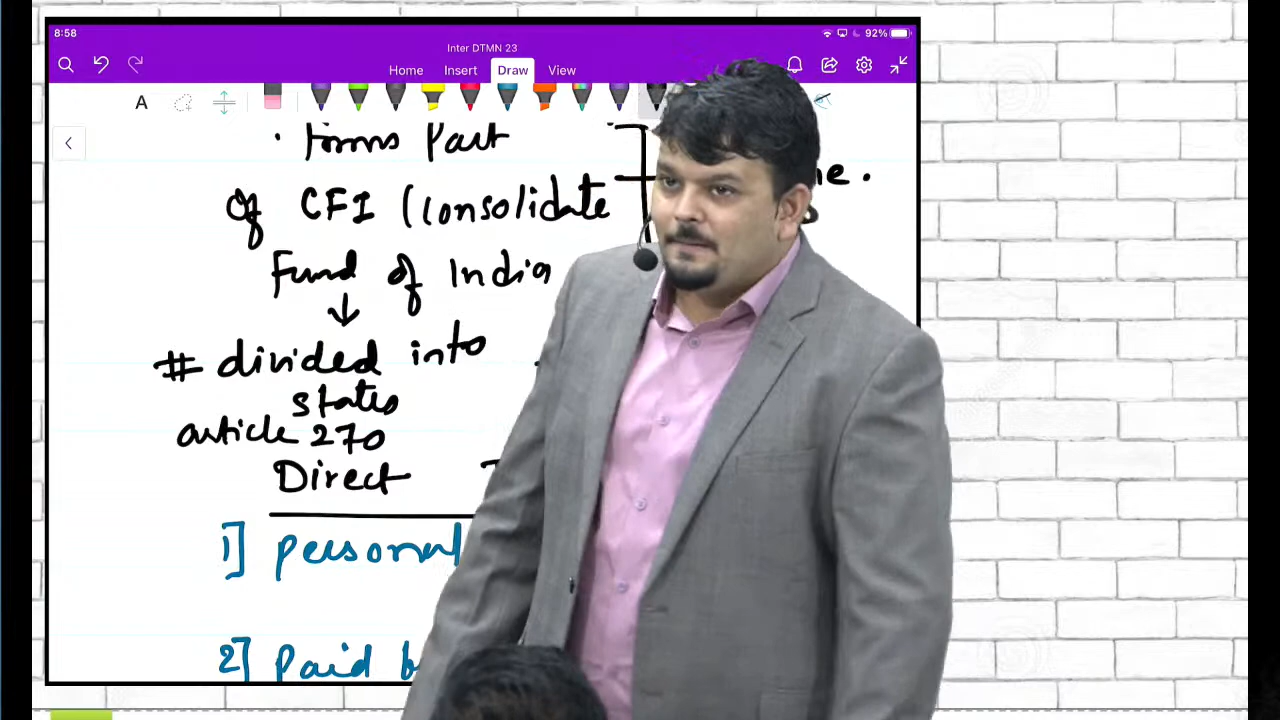 8:58
92%
Inter DTMN 23
Home Insert Draw View
A
· forms Part
of CFI (Consolidate
Fund of India
# divided into
states
article 270
Direct
1] personal
2] Paid